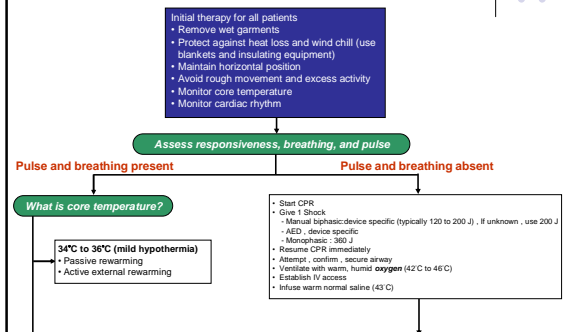 Initial therapy for all patients
• Remove wet garments
• Protect against heat loss and wind chill (use
blankets and insulating equipment)
• Maintain horizontal position
• Avoid rough movement and excess activity
• Monitor core temperature
• Monitor cardiac rhythm
Assess responsiveness, breathing, and pulse
Pulse and breathing present
Pulse and breathing absent
What is core temperature?
34°C to 36°C (mild hypothermia)
• Passive rewarming
• Active external rewarming
• Start CPR
• Give 1 Shock
- Manual biphasic:device specific (typically 120 to 200 J) , If unknown , use 200 J
- AED , device specific
- Monophasic : 360 J
• Resume CPR immediately
• Attempt , confirm , secure airway
• Ventilate with warm, humid oxygen (42°C to 46°C)
• Establish IV access
• Infuse warm normal saline (43°C)